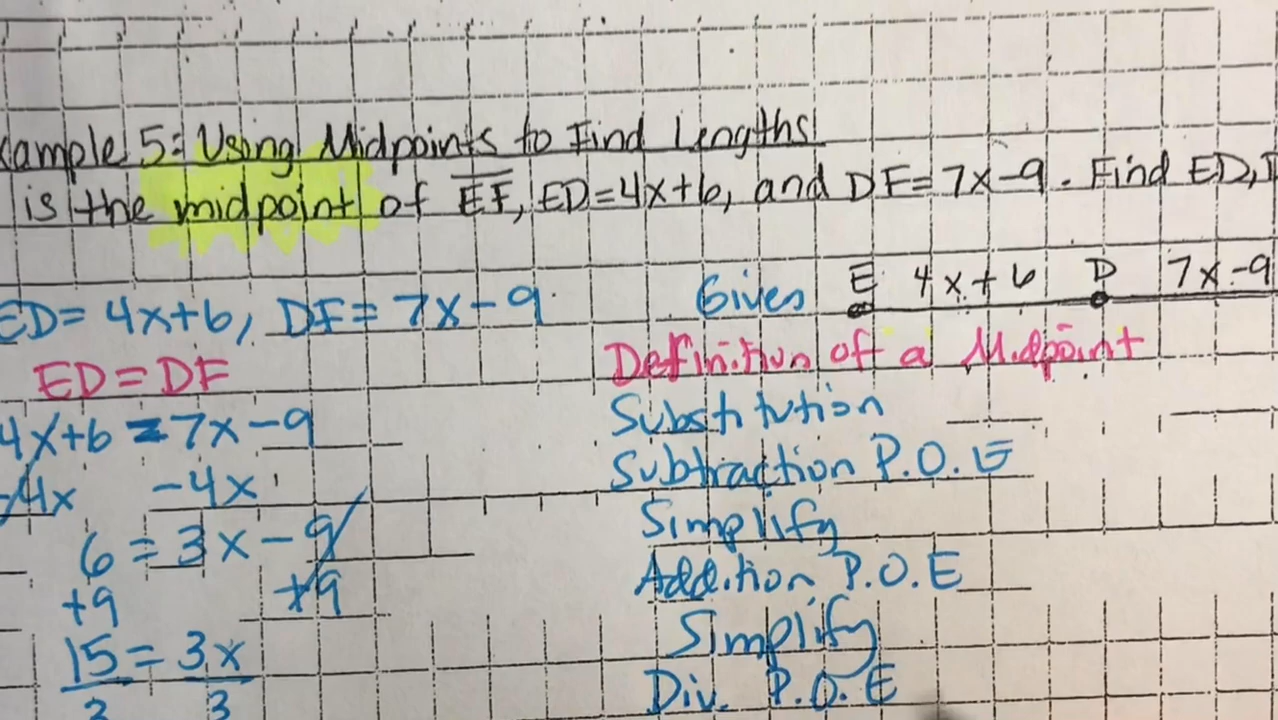 xample 5: Using Midpoints to Find Lengths
is the midpoint of EF, ED=4x+6, and DF=7x-9. Find ED,
ED=4x+6, DF=7x-9. Given E 4x+6 D 7x-9
ED=DF Definition of a Midpoint
4x+6=7x-9 Substitution
-4x -4x Subtraction P.O.E
6=3x-9 Simplify
+9 +9 Addition P.O.E
15=3x Simplify
3 3 Div. P.O.E